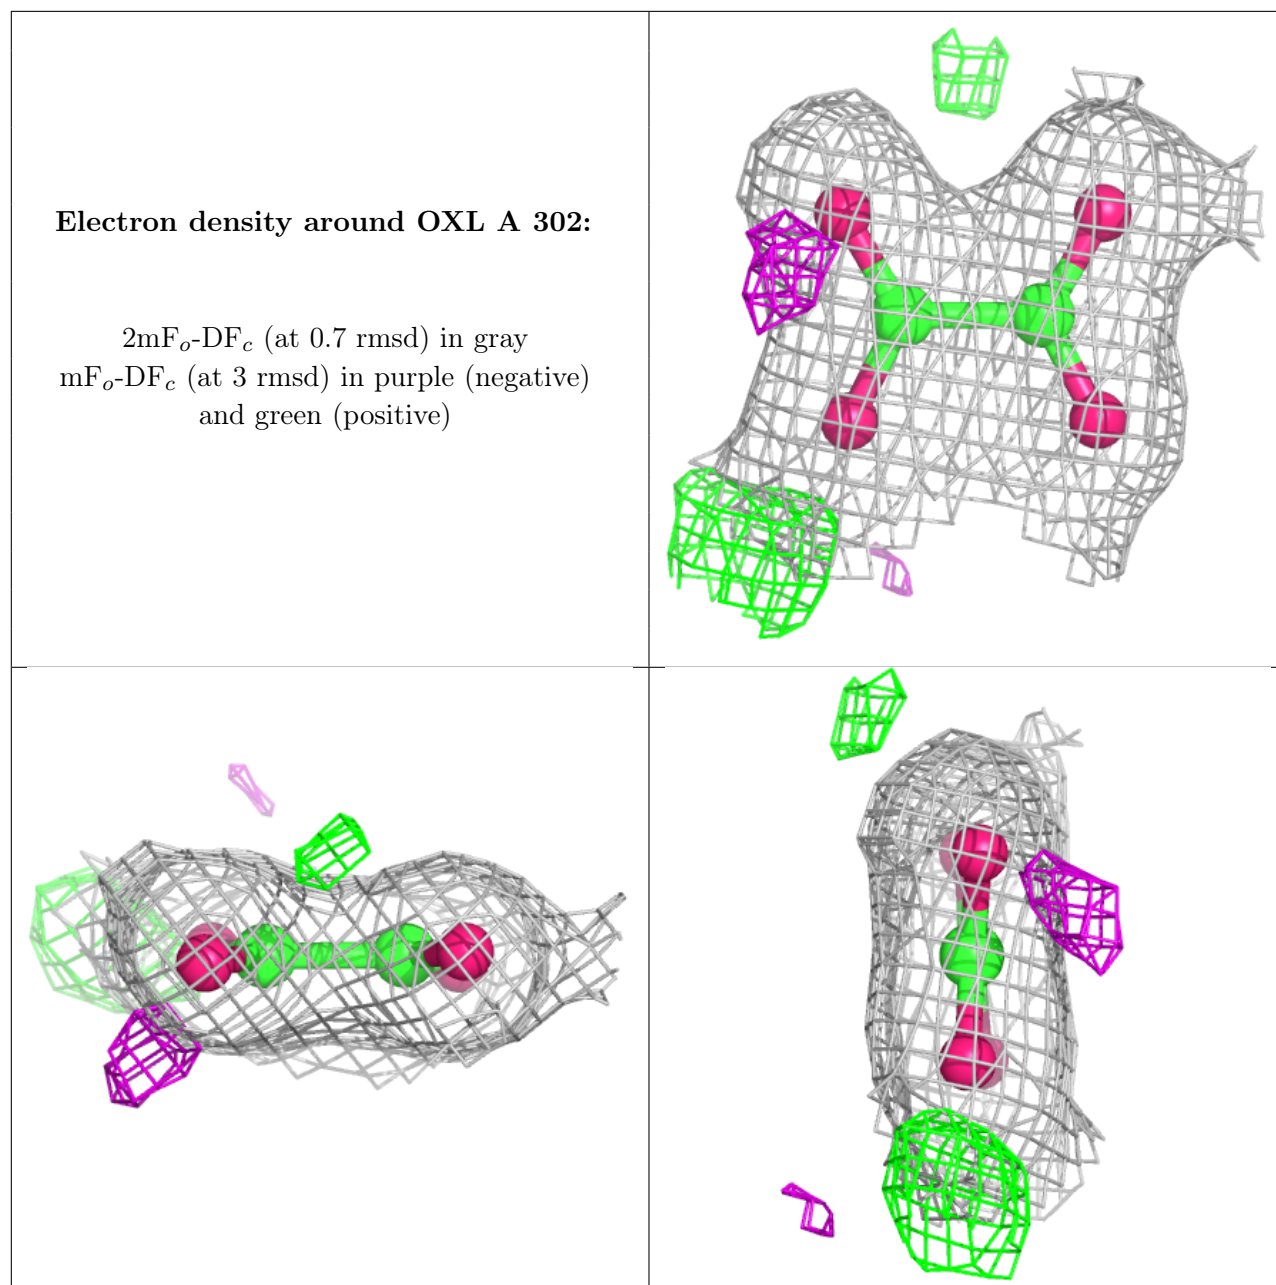 Electron density around OXL A 302:
2mFo-DFc (at 0.7 rmsd) in gray
mFo-DFc (at 3 rmsd) in purple (negative)
and green (positive)